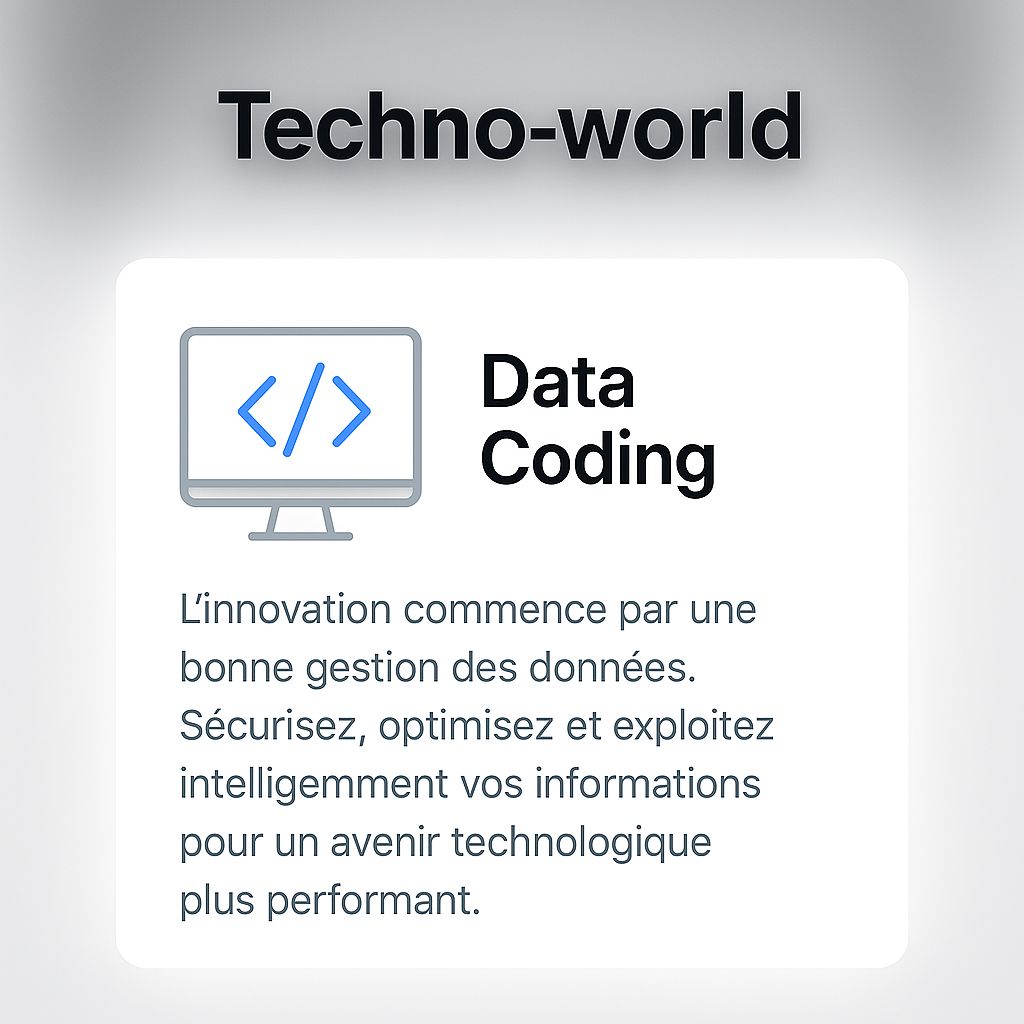 Techno-world
</>
Data
Coding
L'innovation commence par une
bonne gestion des données.
Sécurisez, optimisez et exploitez
intelligemment vos informations
pour un avenir technologique
plus performant.